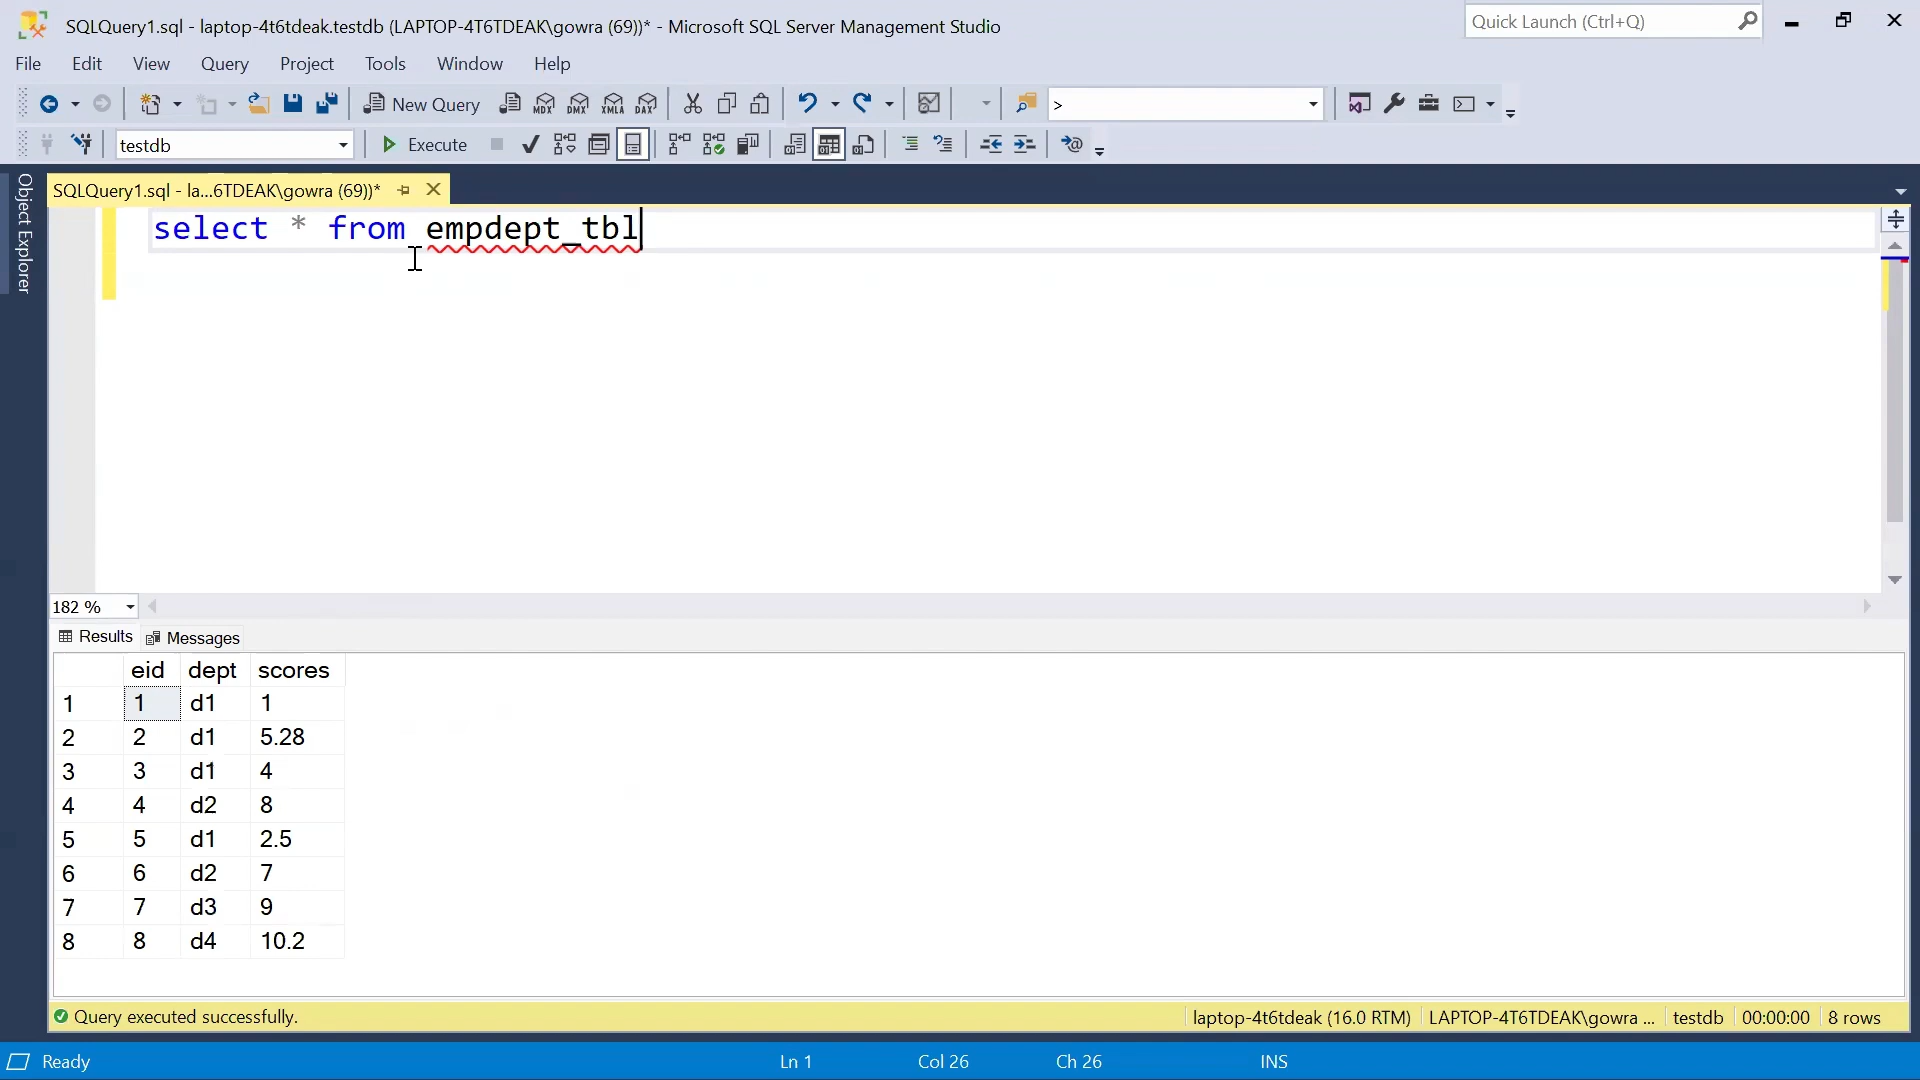 SQLQuery1.sql - laptop-4t6tdeak.testdb (LAPTOP-4T6TDEAK\gowra (69))* - Microsoft SQL Server Management Studio
Quick Launch (Ctrl+Q)
File Edit View Query Project Tools Window Help
New Query MDX DMX XMLA DAX >
testdb Execute
Object Explorer
SQLQuery1.sql - la...6TDEAK\gowra (69))*
select * from empdept_tbl
182 %
Results Messages
eid dept scores
1 1 d1 1
2 2 d1 5.28
3 3 d1 4
4 4 d2 8
5 5 d1 2.5
6 6 d2 7
7 7 d3 9
8 8 d4 10.2
Query executed successfully. laptop-4t6tdeak (16.0 RTM) LAPTOP-4T6TDEAK\gowra ... testdb 00:00:00 8 rows
Ready Ln 1 Col 26 Ch 26 INS